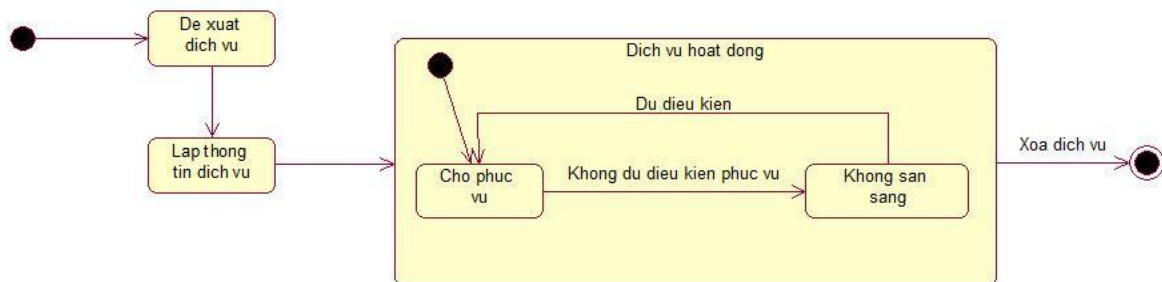 De xuat
dich vu
Lap thong
tin dich vu
Dich vu hoat dong
Du dieu kien
Cho phuc
vu
Khong du dieu kien phuc vu
Khong san
sang
Xoa dich vu